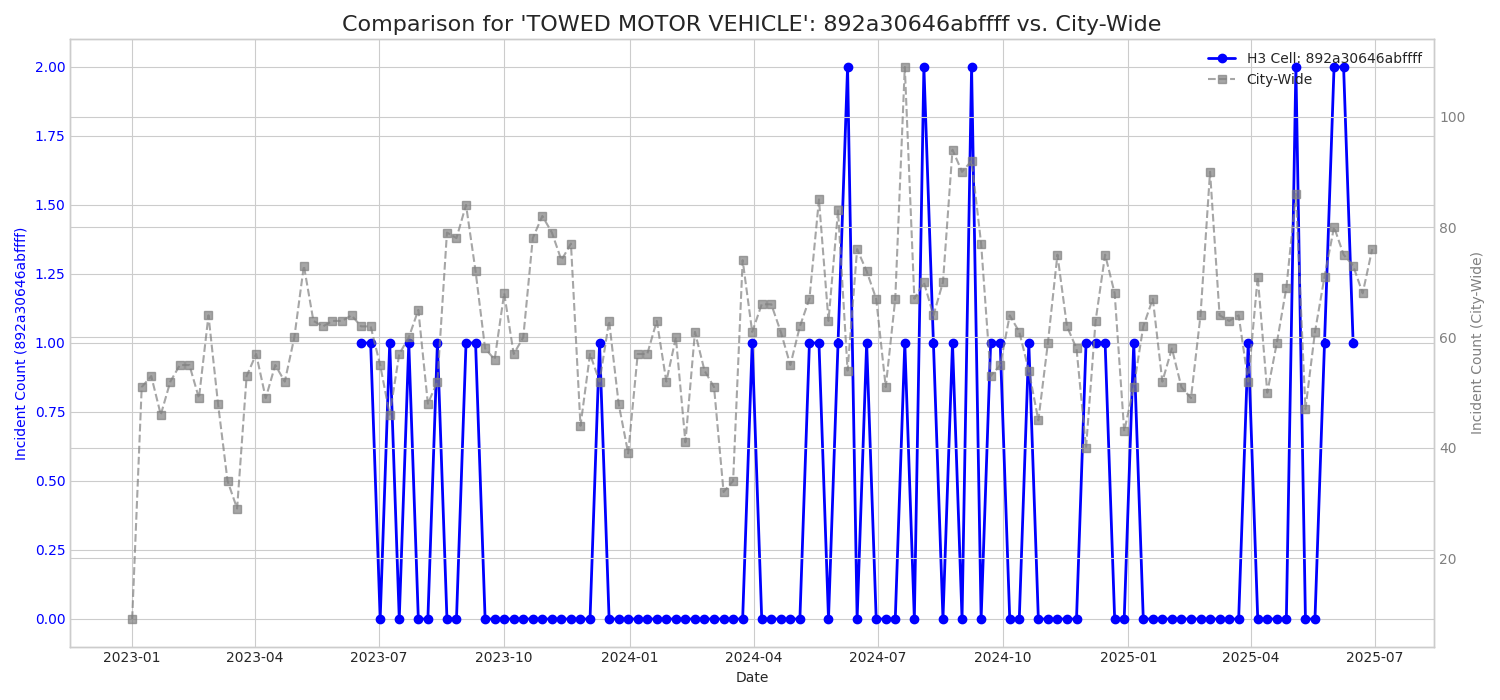 Comparison for 'TOWED MOTOR VEHICLE': 892a30646abffff vs. City-Wide
H3 Cell: 892a30646abffff
City-Wide
Incident Count (892a30646abffff)
2.00
1.75
1.50
1.25
1.00
0.75
0.50
0.25
0.00
100
80
60
40
20
Incident Count (City-Wide)
2023-01 2023-04 2023-07 2023-10 2024-01 2024-04 2024-07 2024-10 2025-01 2025-04 2025-07
Date